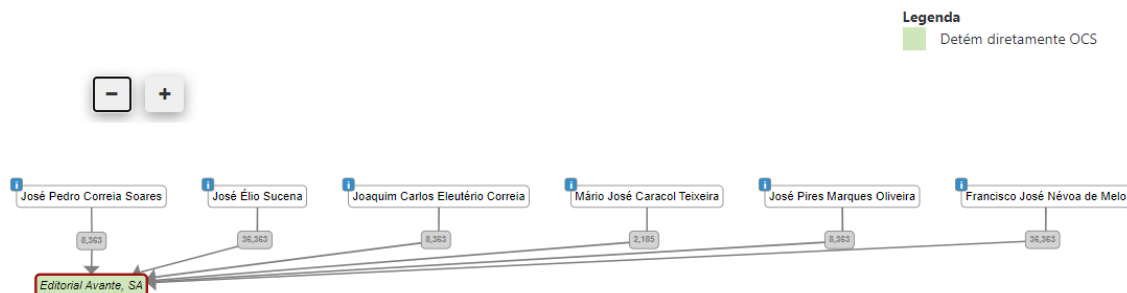 Legenda
Detém diretamente OCS
− +
i i i i i i
José Pedro Correia Soares José Élio Sucena Joaquim Carlos Eleutério Correia Mário José Caracol Teixeira José Pires Marques Oliveira Francisco José Névoa de Melo
8,363 36,363 8,363 2,185 8,363 36,363
Editorial Avante, SA